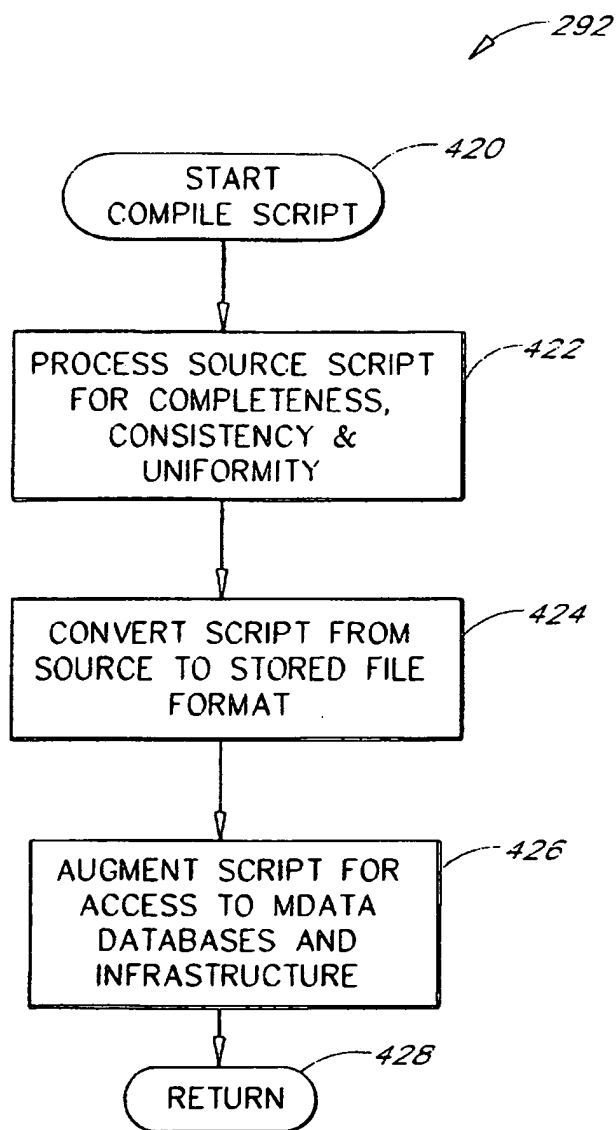 292
420
START
COMPILE SCRIPT
422
PROCESS SOURCE SCRIPT
FOR COMPLETENESS,
CONSISTENCY &
UNIFORMITY
424
CONVERT SCRIPT FROM
SOURCE TO STORED FILE
FORMAT
426
AUGMENT SCRIPT FOR
ACCESS TO MDATA
DATABASES AND
INFRASTRUCTURE
428
RETURN